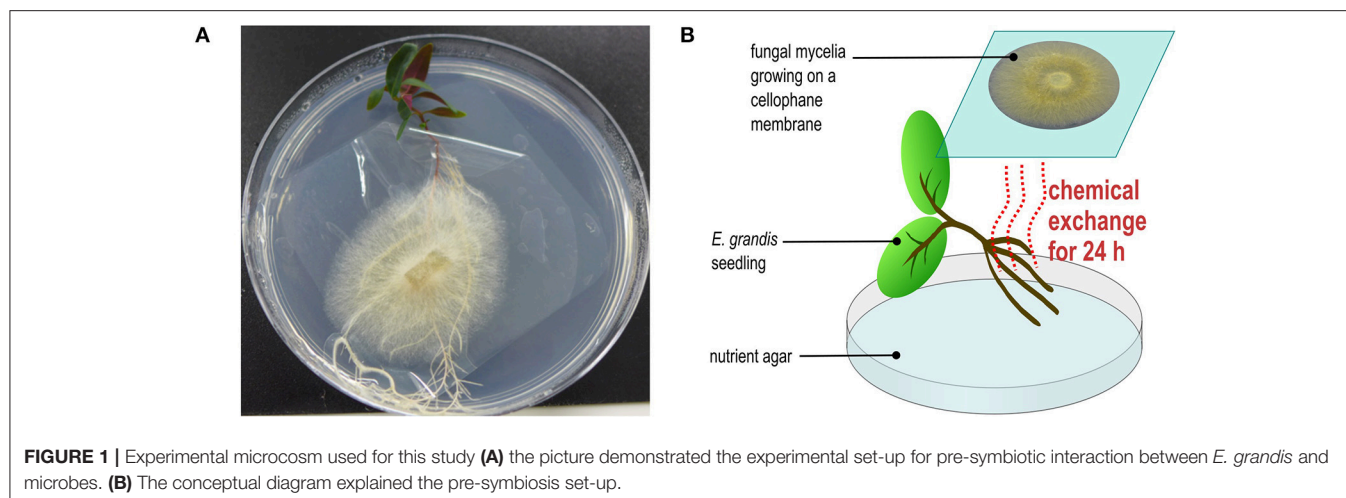 A
B
fungal mycelia
growing on a
cellophane
membrane
chemical
exchange
for 24 h
E. grandis
seedling
nutrient agar
FIGURE 1 | Experimental microcosm used for this study (A) the picture demonstrated the experimental set-up for pre-symbiotic interaction between E. grandis and
microbes. (B) The conceptual diagram explained the pre-symbiosis set-up.